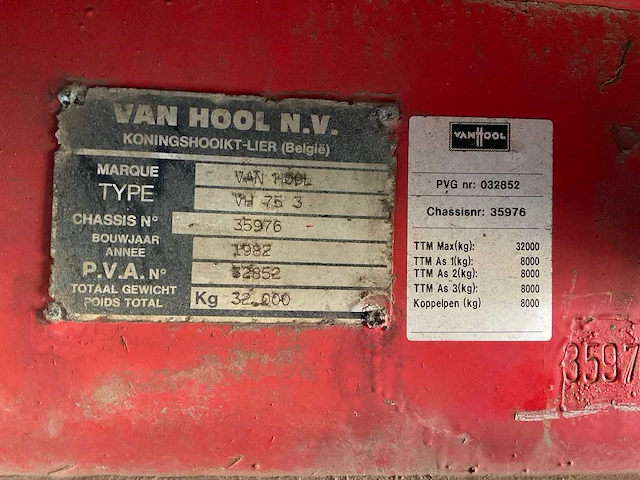 VAN HOOL N.V.
KONINGSHOOIKT-LIER (België)
MARQUE VAN HOOL
TYPE VH 75 3
CHASSIS N° 35976
BOUWJAAR
ANNEE 1982
P.V.A. N° 32852
TOTAAL GEWICHT
POIDS TOTAL Kg 32.000
VANHOOL
PVG nr: 032852
Chassisnr: 35976
TTM Max(kg): 32000
TTM As 1(kg): 8000
TTM As 2(kg): 8000
TTM As 3(kg): 8000
Koppelpen (kg) 8000
3597